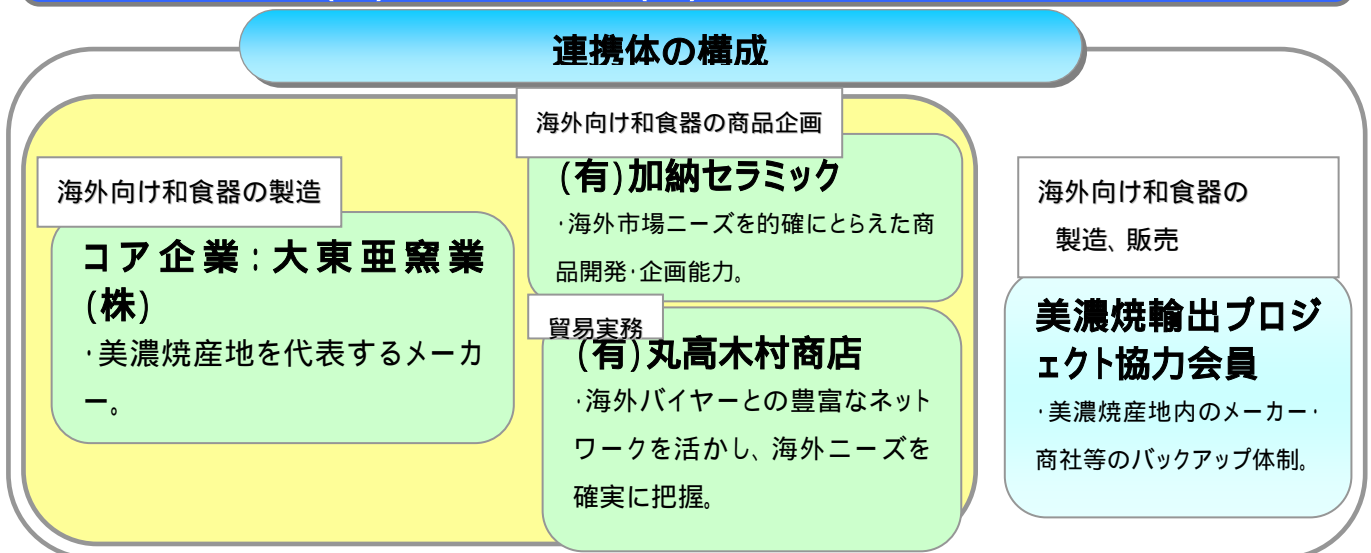 連携体の構成
海外向け和食器の製造
コア企業:大東亜窯業
(株)
・美濃焼産地を代表するメーカ
ー。
海外向け和食器の商品企画
(有)加納セラミック
・海外市場ニーズを的確にとらえた商
品開発・企画能力。
貿易実務
(有)丸高木村商店
・海外バイヤーとの豊富なネット
ワークを活かし、海外ニーズを
確実に把握。
海外向け和食器の
製造、販売
美濃焼輸出プロジ
ェクト協力会員
・美濃焼産地内のメーカー・
商社等のバックアップ体制。